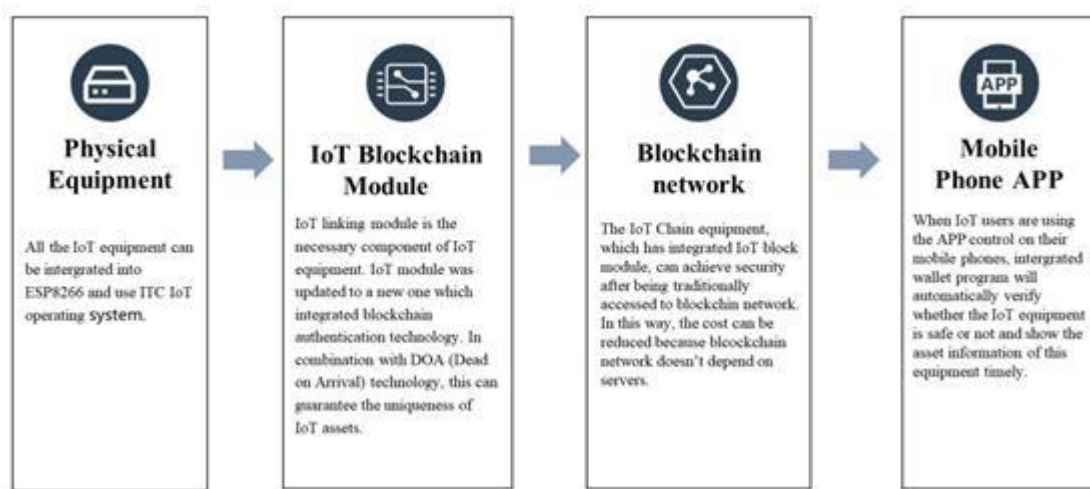 Physical
Equipment
All the IoT equipment can
be intergrated into
ESP8266 and use ITC IoT
operating system.
IoT Blockchain
Module
IoT linking module is the
necessary component of IoT
equipment. IoT module was
updated to a new one which
integrated blockchain
authentication technology. In
combination with DOA (Dead
on Arrival) technology, this can
guarantee the uniqueness of
IoT assets.
Blockchain
network
The IoT Chain equipment,
which has integrated IoT block
module, can achieve security
after being traditionally
accessed to blockchin network.
In this way, the cost can be
reduced because blcockchain
network doesn't depend on
servers.
APP
Mobile
Phone APP
When IoT users are using
the APP control on their
mobile phones, intergrated
wallet program will
automatically verify
whether the IoT equipment
is safe or not and show the
asset information of this
equipment timely.